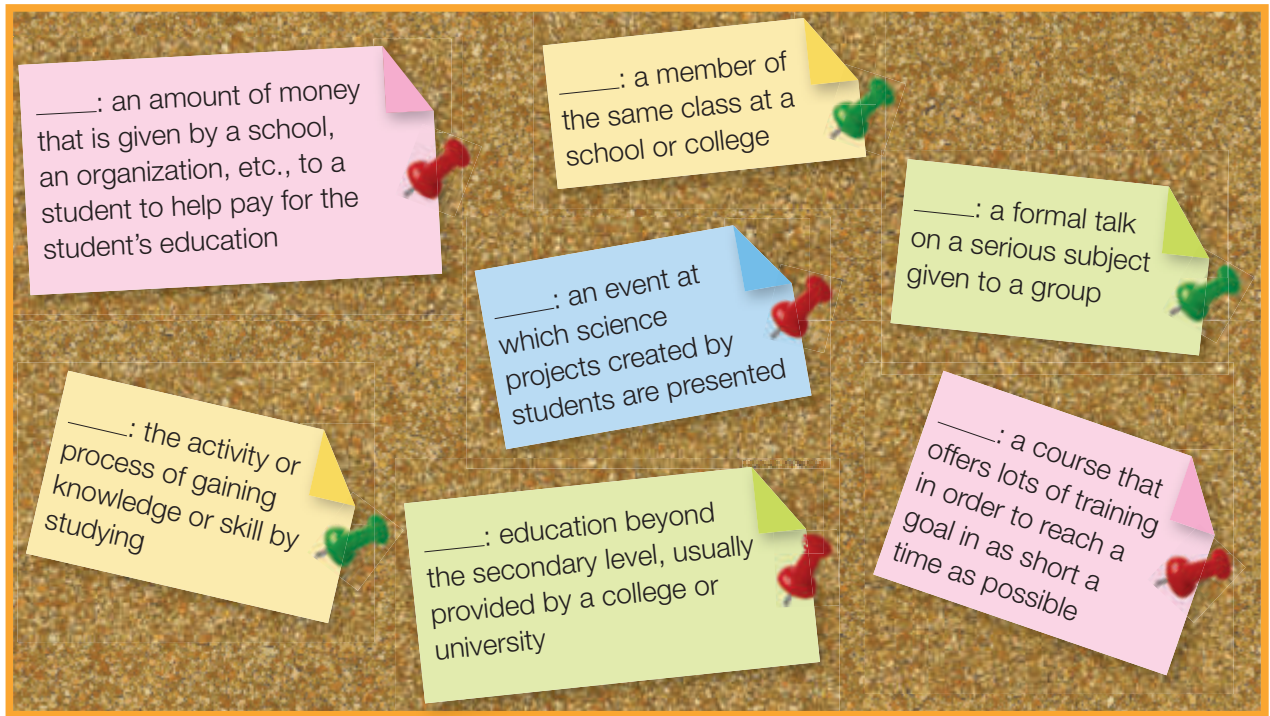 _____: an amount of money
that is given by a school,
an organization, etc., to a
student to help pay for the
student’s education
_____: a member of
the same class at a
school or college
_____: a formal talk
on a serious subject
given to a group
_____: an event at
which science
projects created by
students are presented
_____: the activity or
process of gaining
knowledge or skill by
studying
_____: education beyond
the secondary level, usually
provided by a college or
university
_____: a course that
offers lots of training
in order to reach a
goal in as short a
time as possible